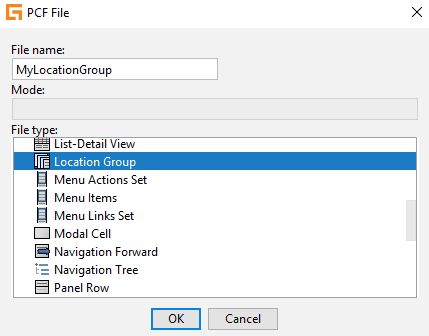 PCF File
File name:
MyLocationGroup
Mode:
File type:
List-Detail View
Location Group
Menu Actions Set
Menu Items
Menu Links Set
Modal Cell
Navigation Forward
Navigation Tree
Panel Row
OK Cancel